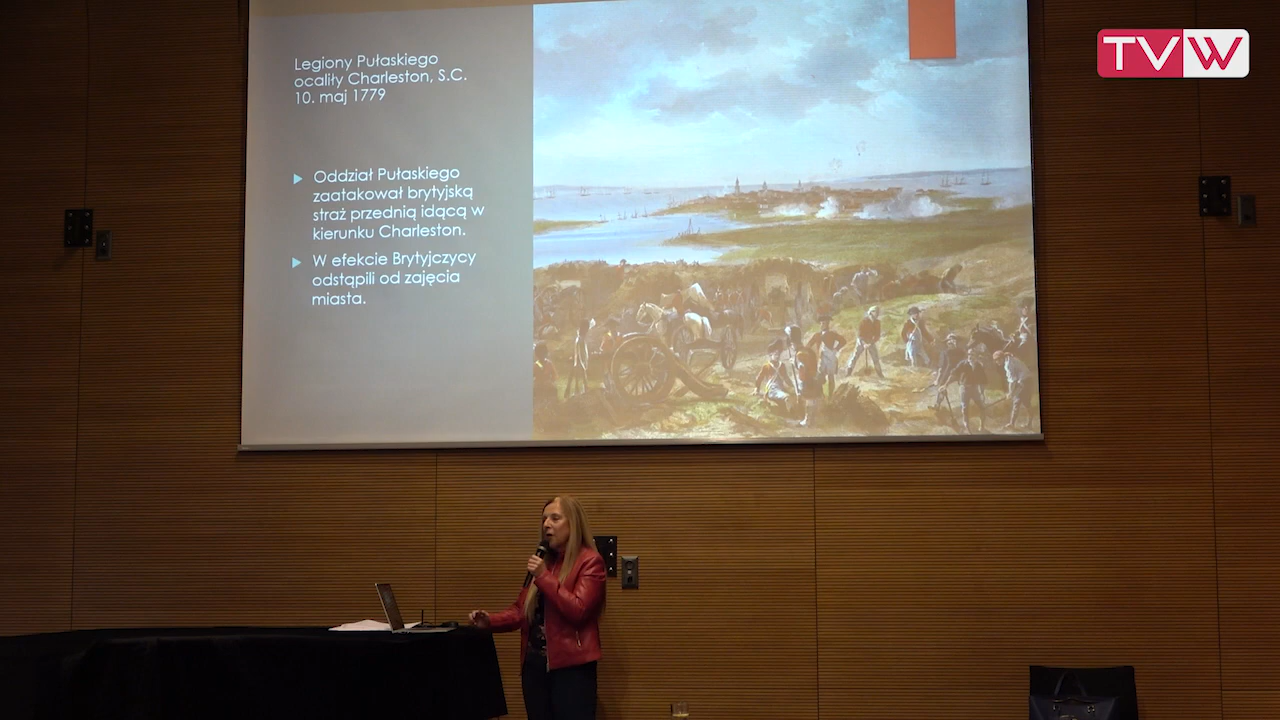 TVW
Legiony Pułaskiego
ocaliły Charleston, S.C.
10. maj 1779
Oddział Pułaskiego
zaatakował brytyjską
straż przednią idącą w
kierunku Charleston.
W efekcie Brytyjczycy
odstąpili od zajęcia
miasta.